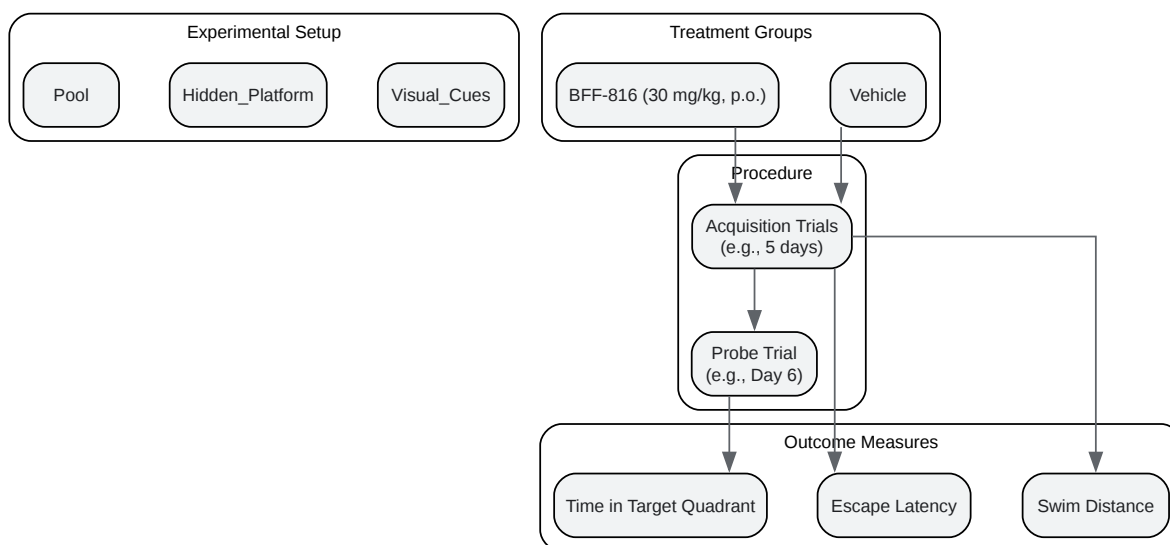 Experimental Setup
Pool
Hidden_Platform
Visual_Cues
Treatment Groups
BFF-816 (30 mg/kg, p.o.)
Vehicle
Procedure
Acquisition Trials
(e.g., 5 days)
Probe Trial
(e.g., Day 6)
Outcome Measures
Time in Target Quadrant
Escape Latency
Swim Distance